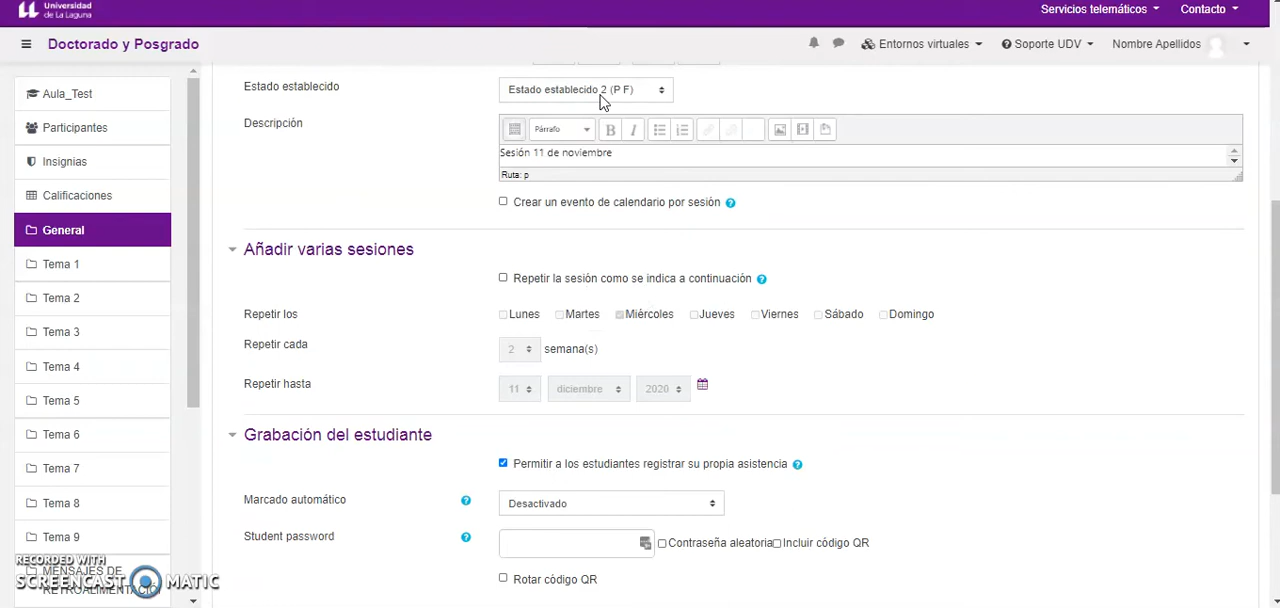 Universidad
de La Laguna
Servicios telemáticos
Contacto
Doctorado y Posgrado
Entornos virtuales
Soporte UDV
Nombre Apellidos
Aula_Test
Participantes
Insignias
Calificaciones
General
Tema 1
Tema 2
Tema 3
Tema 4
Tema 5
Tema 6
Tema 7
Tema 8
Tema 9
MENSAJES DE
RETROALIMENTACIÓN
RECORDED WITH
SCREENCAST MATIC
Estado establecido
Estado establecido 2 (P F)
Descripción
Párrafo
B I
Sesión 11 de noviembre
Ruta: p
Crear un evento de calendario por sesión
Añadir varias sesiones
Repetir la sesión como se indica a continuación
Repetir los
Lunes Martes Miércoles Jueves Viernes Sábado Domingo
Repetir cada
2 semana(s)
Repetir hasta
11 diciembre 2020
Grabación del estudiante
Permitir a los estudiantes registrar su propia asistencia
Marcado automático
Desactivado
Student password
Contraseña aleatoria Incluir código QR
Rotar código QR